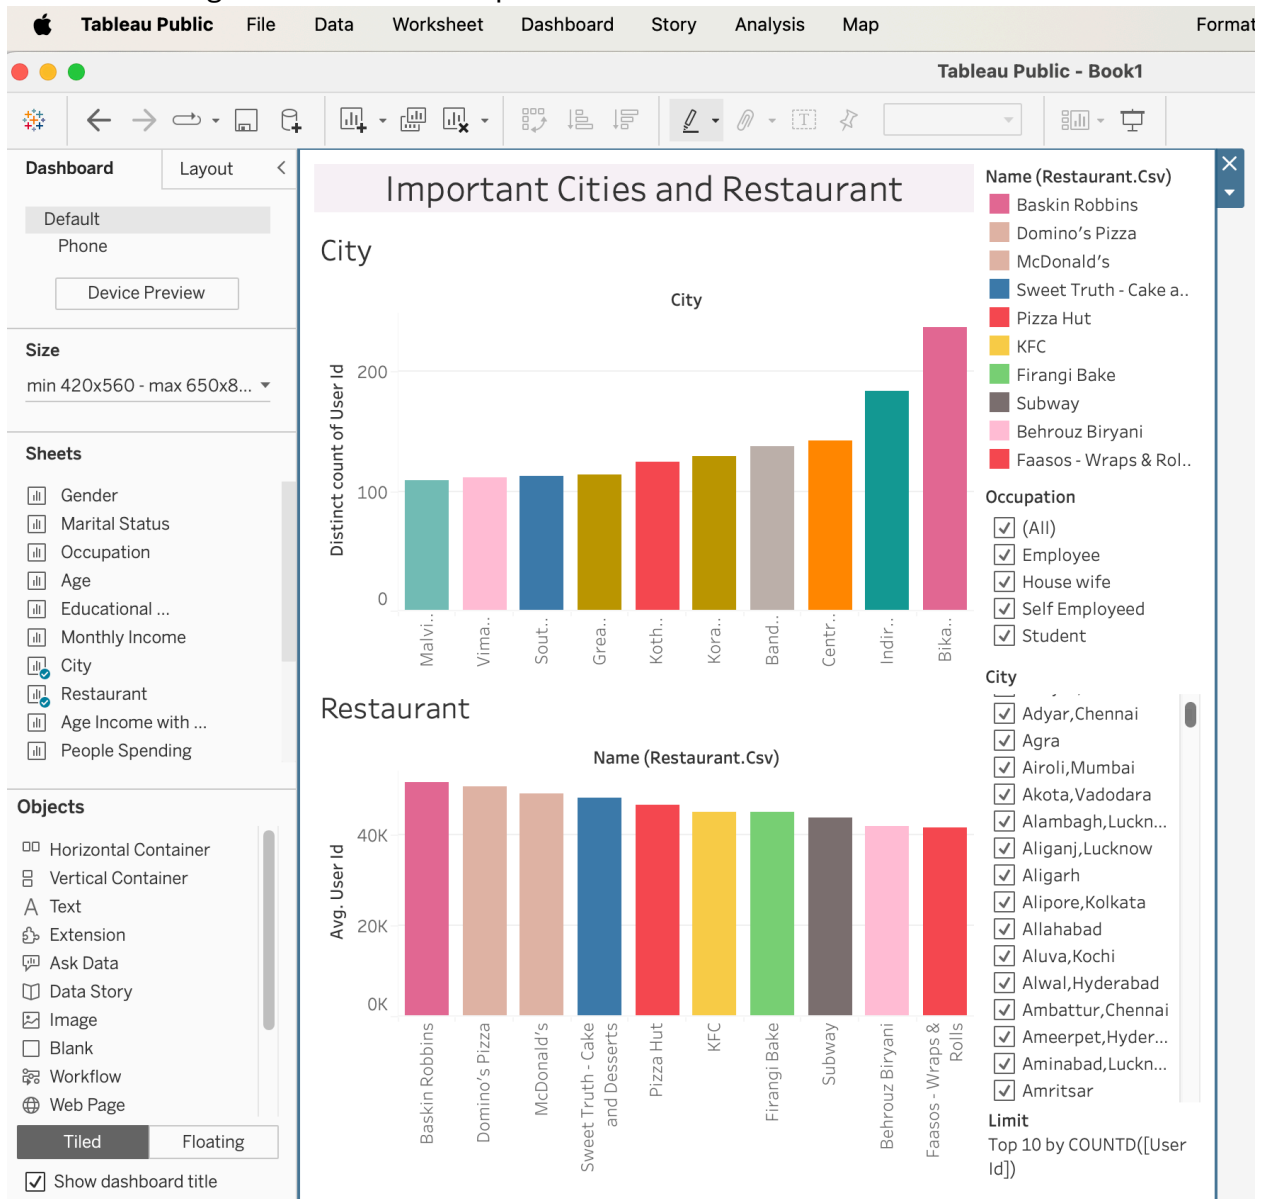 Tableau Public File Data Worksheet Dashboard Story Analysis Map Format
Tableau Public - Book1
Dashboard Layout
Default
Phone
Device Preview
Size
min 420x560 - max 650x8...
Sheets
Gender
Marital Status
Occupation
Age
Educational ...
Monthly Income
City
Restaurant
Age Income with ...
People Spending
Objects
Horizontal Container
Vertical Container
Text
Extension
Ask Data
Data Story
Image
Blank
Workflow
Web Page
Tiled Floating
Show dashboard title
Important Cities and Restaurant
City
City
Distinct count of User Id
200
100
0
Malvi..
Vima..
Sout..
Grea..
Koth..
Kora..
Band..
Centr..
Indir..
Bika..
Restaurant
Name (Restaurant.Csv)
Avg. User Id
40K
20K
0K
Baskin Robbins
Domino's Pizza
McDonald's
Sweet Truth - Cake
and Desserts
Pizza Hut
KFC
Firangi Bake
Subway
Behrouz Biryani
Faasos - Wraps &
Rolls
Name (Restaurant.Csv)
Baskin Robbins
Domino's Pizza
McDonald's
Sweet Truth - Cake a..
Pizza Hut
KFC
Firangi Bake
Subway
Behrouz Biryani
Faasos - Wraps & Rol..
Occupation
(All)
Employee
House wife
Self Employeed
Student
City
Adyar,Chennai
Agra
Airoli,Mumbai
Akota,Vadodara
Alambagh,Luckn...
Aliganj,Lucknow
Aligarh
Alipore,Kolkata
Allahabad
Aluva,Kochi
Alwal,Hyderabad
Ambattur,Chennai
Ameerpet,Hyder...
Aminabad,Luckn...
Amritsar
Limit
Top 10 by COUNTD([User
Id])